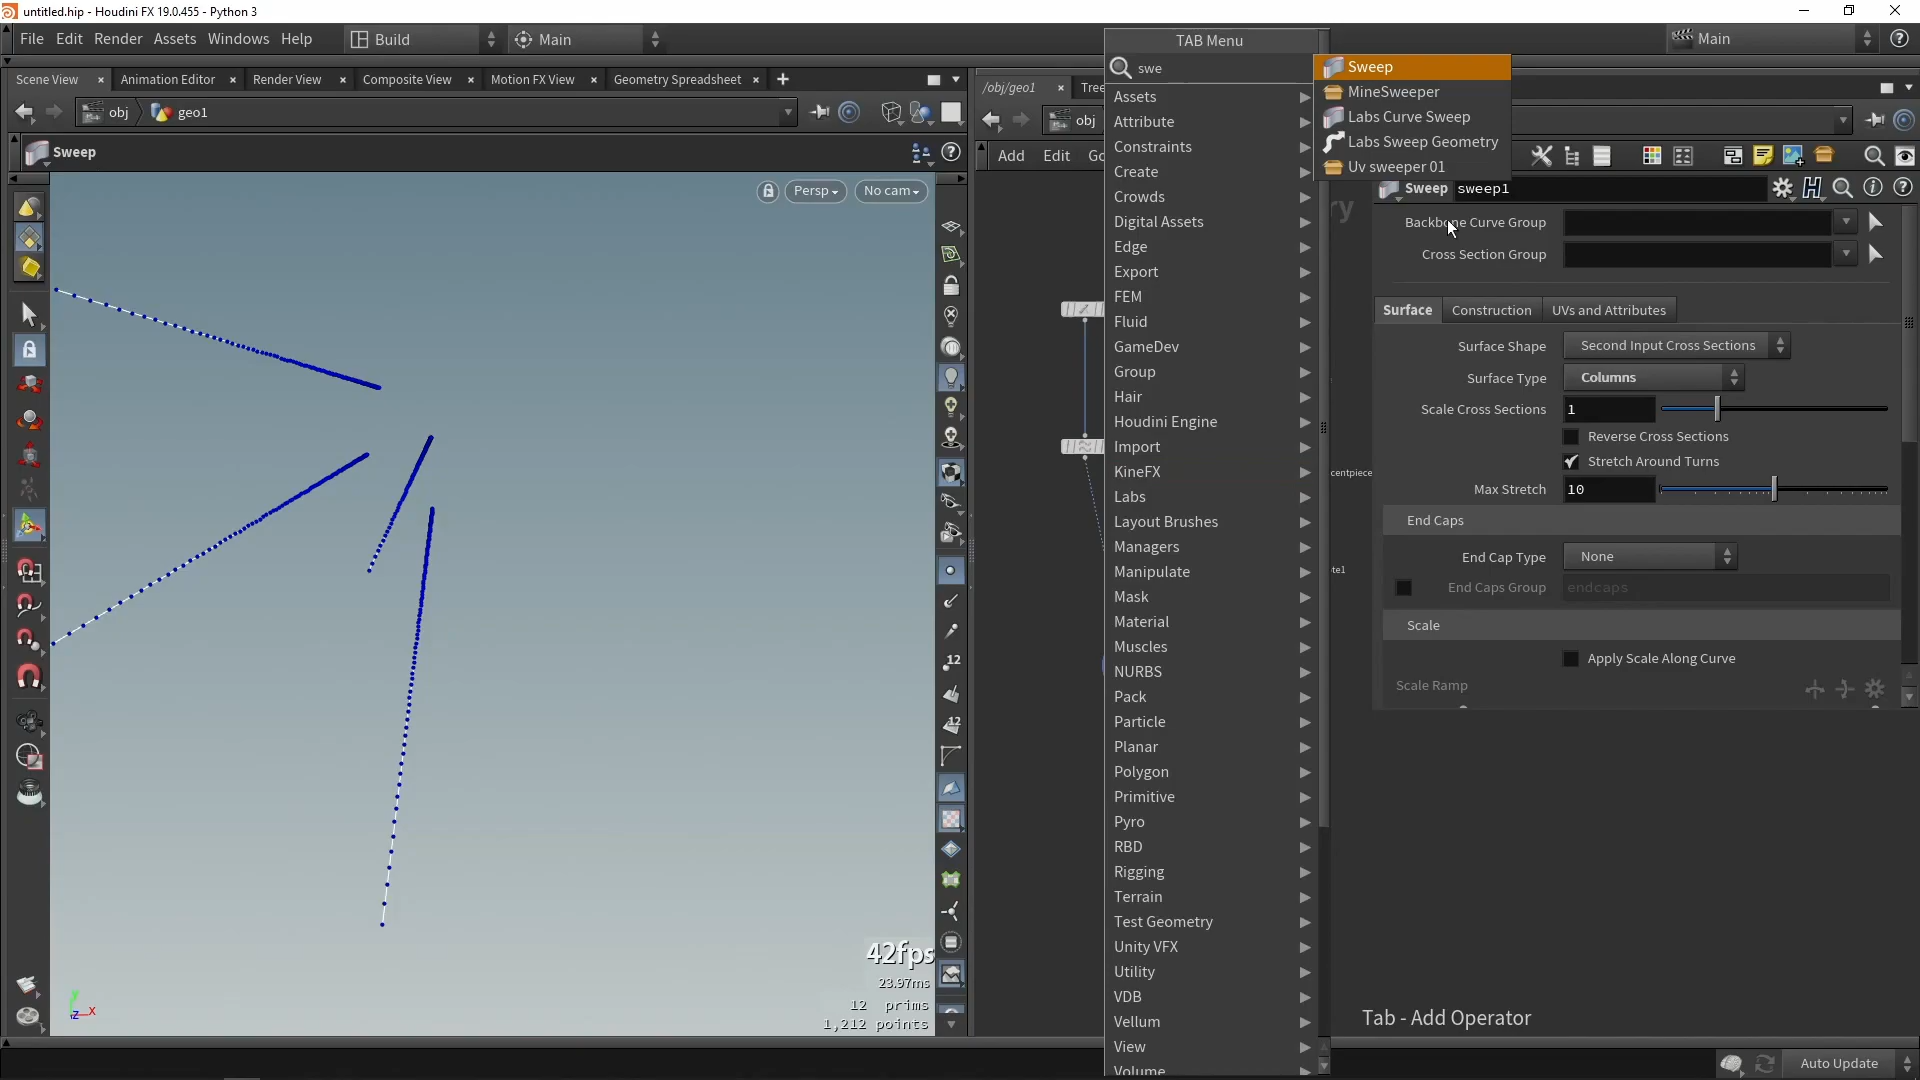 untitled.hip - Houdini FX 19.0.455 - Python 3
File Edit Render Assets Windows Help Build Main Main
Scene View Animation Editor Render View Composite View Motion FX View Geometry Spreadsheet
obj geo1
Sweep
Persp No cam
42fps
23.97ms
12 prims
1,212 points
12
12
Y
Z X
/obj/geo1 Tree
obj
Add Edit Go
TAB Menu
swe
Assets
Attribute
Constraints
Create
Crowds
Digital Assets
Edge
Export
FEM
Fluid
GameDev
Group
Hair
Houdini Engine
Import
KineFX
Labs
Layout Brushes
Managers
Manipulate
Mask
Material
Muscles
NURBS
Pack
Particle
Planar
Polygon
Primitive
Pyro
RBD
Rigging
Terrain
Test Geometry
Unity VFX
Utility
VDB
Vellum
View
Volume
Sweep
MineSweeper
Labs Curve Sweep
Labs Sweep Geometry
Uv sweeper 01
ry
centpiece
te1
Sweep sweep1
Backbone Curve Group
Cross Section Group
Surface Construction UVs and Attributes
Surface Shape Second Input Cross Sections
Surface Type Columns
Scale Cross Sections 1
Reverse Cross Sections
Stretch Around Turns
Max Stretch 10
End Caps
End Cap Type None
End Caps Group endcaps
Scale
Apply Scale Along Curve
Scale Ramp
Tab - Add Operator
Auto Update